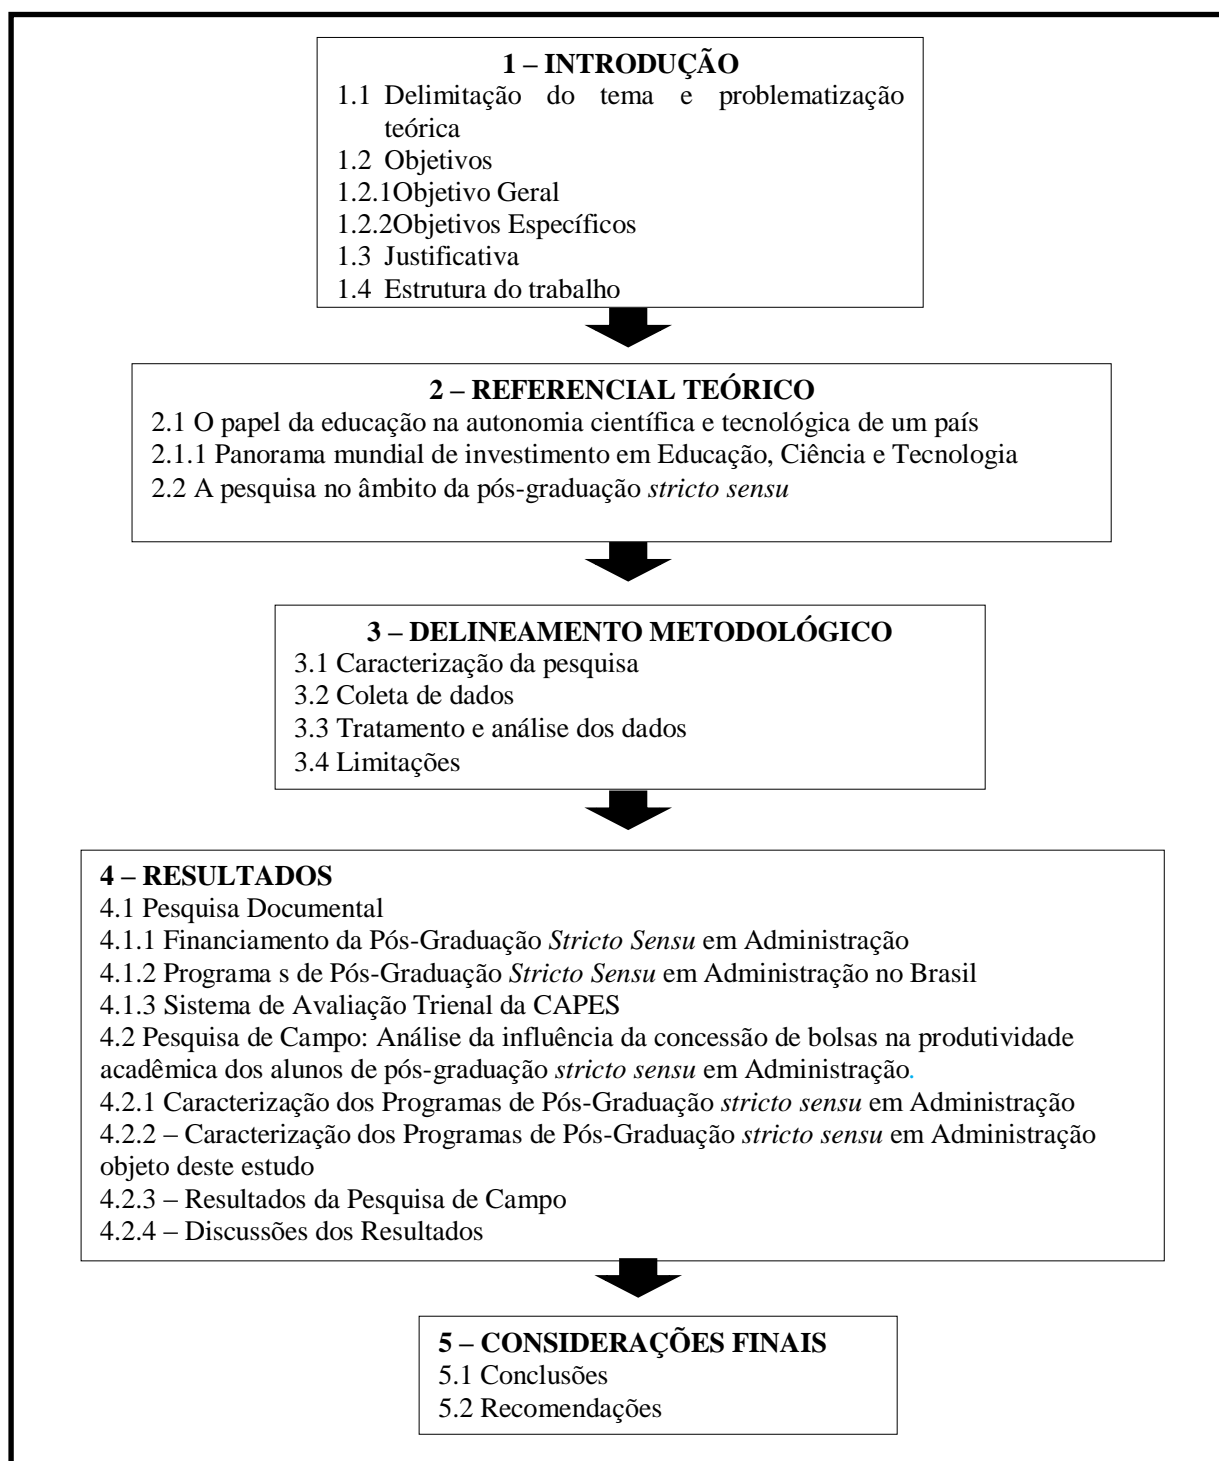 1 – INTRODUÇÃO
1.1 Delimitação do tema e problematização
teórica
1.2 Objetivos
1.2.1Objetivo Geral
1.2.2Objetivos Específicos
1.3 Justificativa
1.4 Estrutura do trabalho
2 – REFERENCIAL TEÓRICO
2.1 O papel da educação na autonomia científica e tecnológica de um país
2.1.1 Panorama mundial de investimento em Educação, Ciência e Tecnologia
2.2 A pesquisa no âmbito da pós-graduação stricto sensu
3 – DELINEAMENTO METODOLÓGICO
3.1 Caracterização da pesquisa
3.2 Coleta de dados
3.3 Tratamento e análise dos dados
3.4 Limitações
4 – RESULTADOS
4.1 Pesquisa Documental
4.1.1 Financiamento da Pós-Graduação Stricto Sensu em Administração
4.1.2 Programa s de Pós-Graduação Stricto Sensu em Administração no Brasil
4.1.3 Sistema de Avaliação Trienal da CAPES
4.2 Pesquisa de Campo: Análise da influência da concessão de bolsas na produtividade
acadêmica dos alunos de pós-graduação stricto sensu em Administração.
4.2.1 Caracterização dos Programas de Pós-Graduação stricto sensu em Administração
4.2.2 – Caracterização dos Programas de Pós-Graduação stricto sensu em Administração
objeto deste estudo
4.2.3 – Resultados da Pesquisa de Campo
4.2.4 – Discussões dos Resultados
5 – CONSIDERAÇÕES FINAIS
5.1 Conclusões
5.2 Recomendações